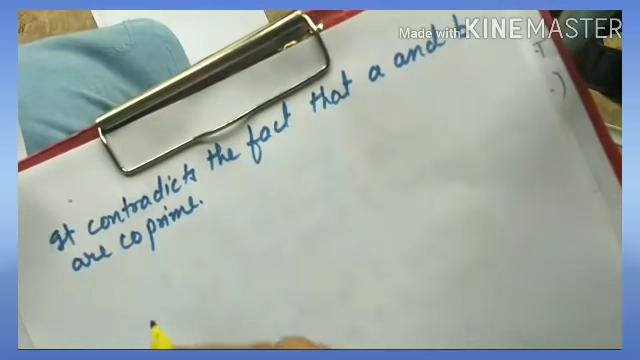 Made with KINEMASTER
It contradicts the fact that a and b
are coprime.